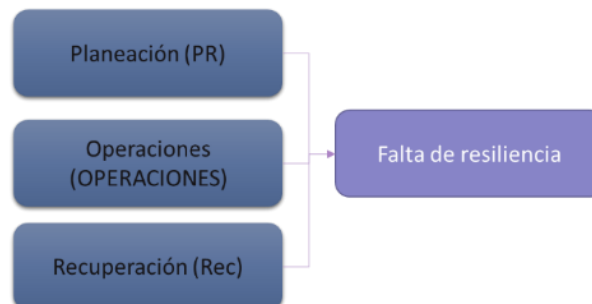 Planeación (PR)
Operaciones
(OPERACIONES)
Falta de resiliencia
Recuperación (Rec)